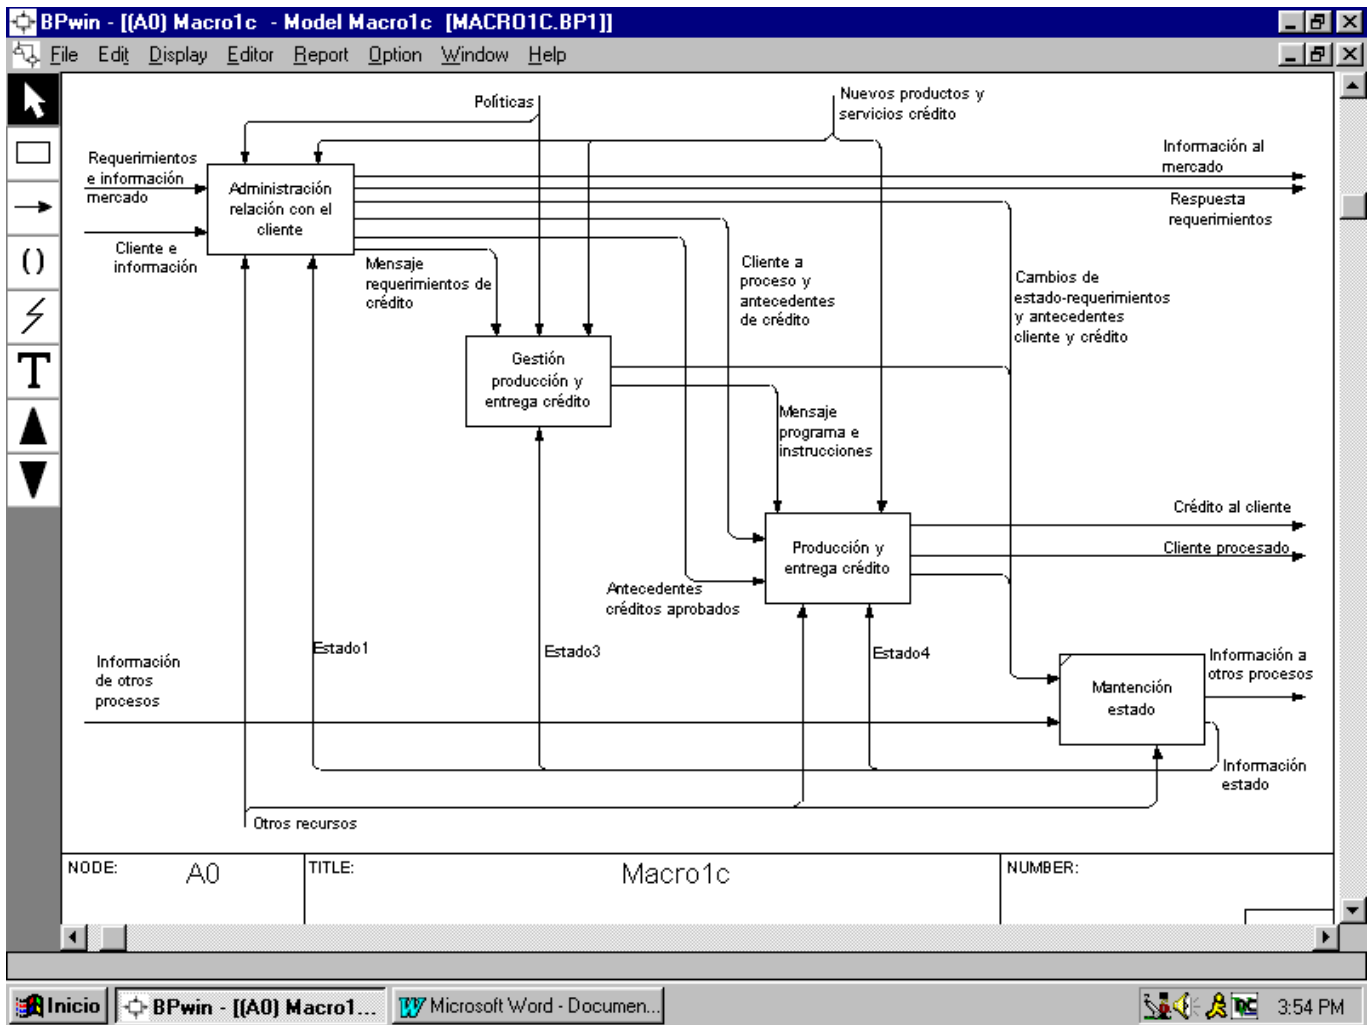 BPwin - [(A0) Macro1c - Model Macro1c [MACRO1C.BP1]]
File Edit Display Editor Report Option Window Help
Políticas
Nuevos productos y
servicios crédito
Requerimientos
e información
mercado
Administración
relación con el
cliente
Información al
mercado
Respuesta
requerimientos
Cliente e
información
Mensaje
requerimientos de
crédito
Cliente a
proceso y
antecedentes
de crédito
Cambios de
estado-requerimientos
y antecedentes
cliente y crédito
Gestión
producción y
entrega crédito
Mensaje
programa e
instrucciones
Crédito al cliente
Producción y
entrega crédito
Cliente procesado
Antecedentes
créditos aprobados
Estado1
Estado3
Estado4
Información
de otros
procesos
Información a
otros procesos
Mantención
estado
Información
estado
Otros recursos
NODE: A0
TITLE: Macro1c
NUMBER:
T
()
Inicio
BPwin - [(A0) Macro1...
Microsoft Word - Documen...
3:54 PM